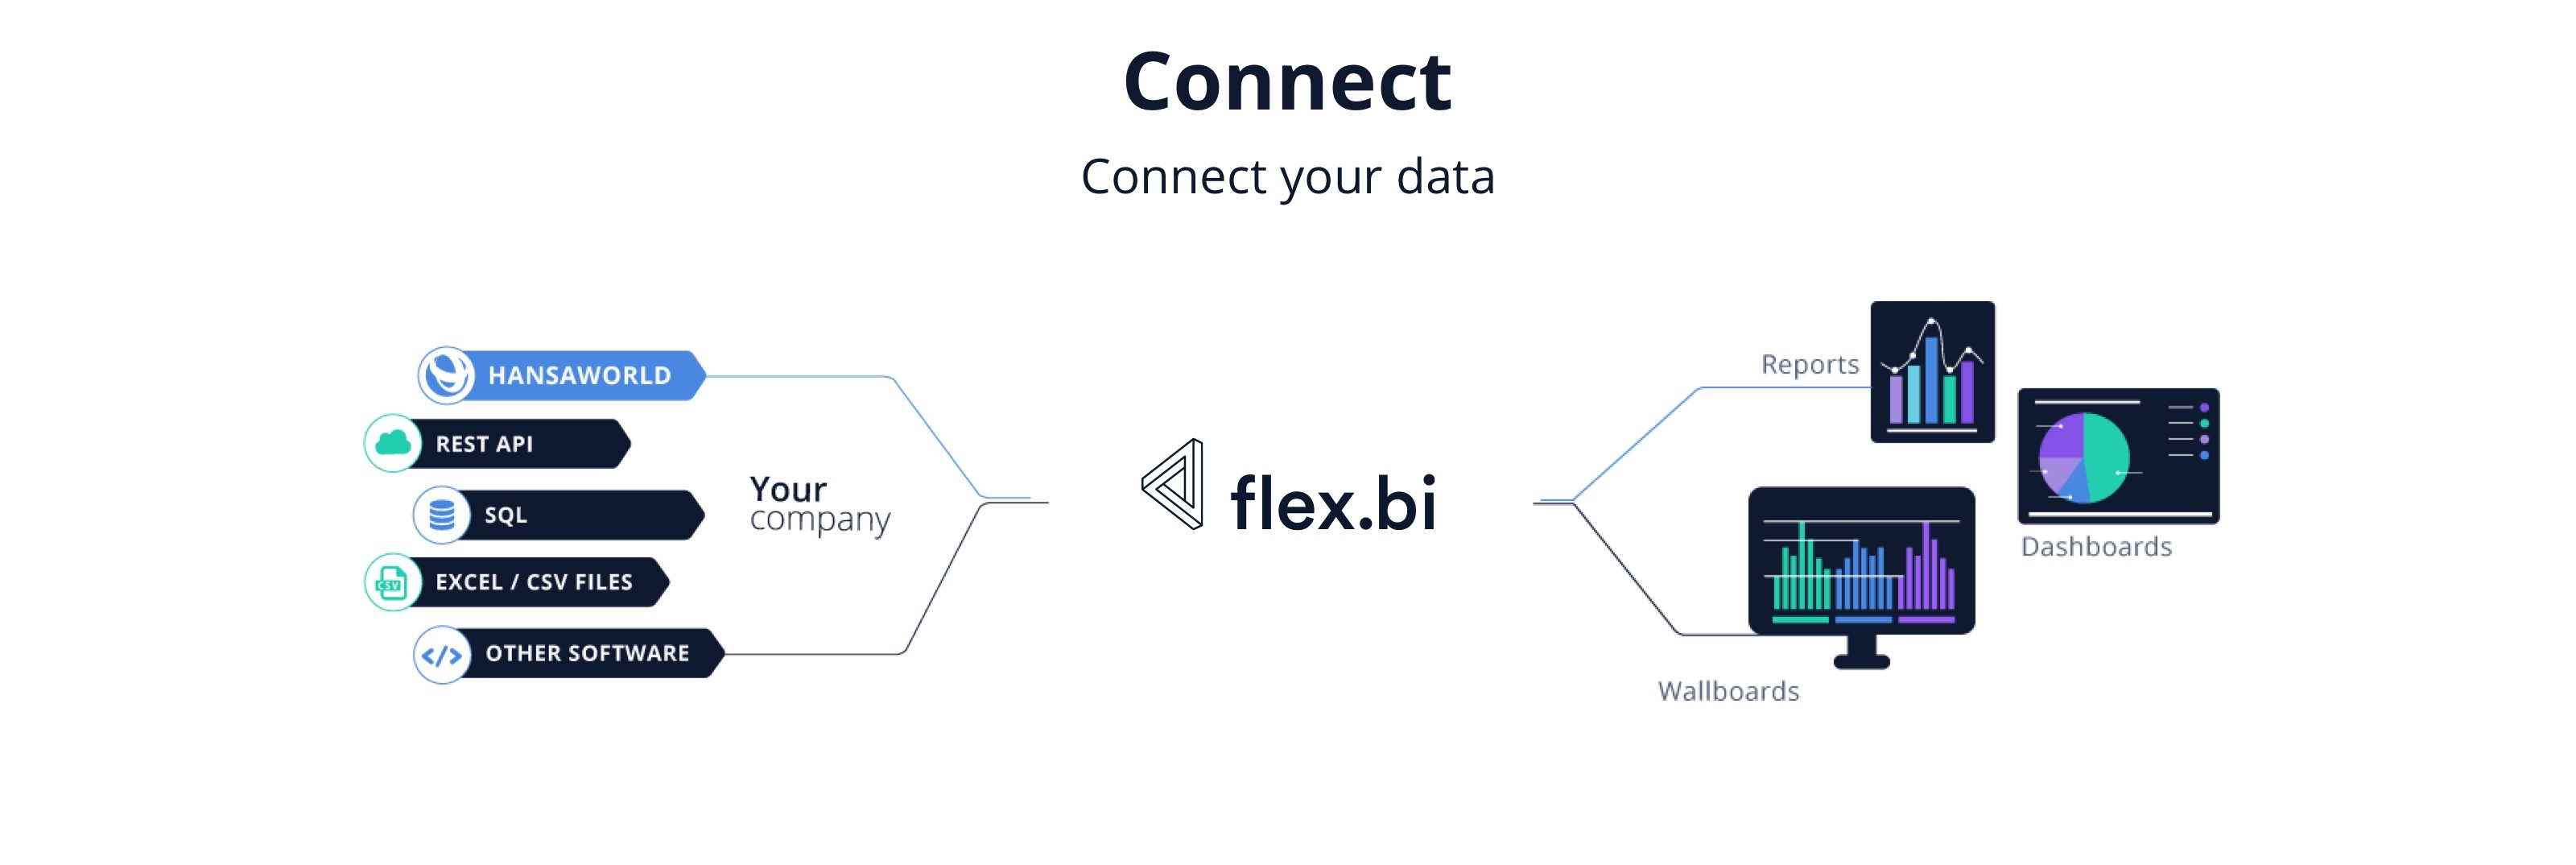 Connect
Connect your data
HANSAWORLD
REST API
SQL
EXCEL / CSV FILES
CSV
OTHER SOFTWARE
</>
Your
company
flex.bi
Reports
Dashboards
Wallboards